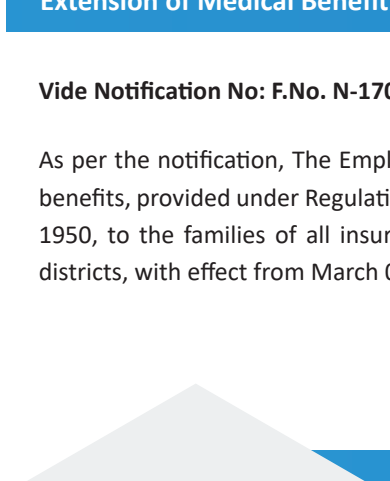 Extension of Medical Benefit
Vide Notification No: F.No. N-170
As per the notification, The Empl
benefits, provided under Regulati
1950, to the families of all insur
districts, with effect from March 0